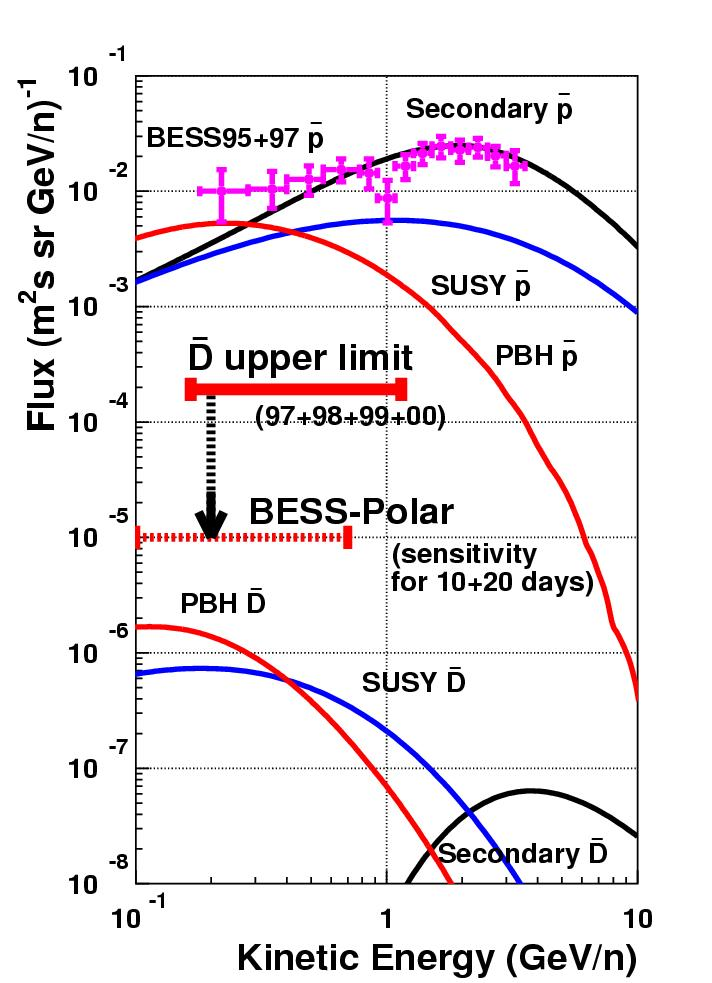 10 -1
BESS95+97 p̄
Secondary p̄
10 -2
10 -3
SUSY p̄
PBH p̄
D̄ upper limit
(97+98+99+00)
10 -4
BESS-Polar
10 -5
(sensitivity
for 10+20 days)
PBH D̄
10 -6
SUSY D̄
10 -7
Secondary D̄
10 -8
10 -1
1
10
Flux (m2s sr GeV/n)-1
Kinetic Energy (GeV/n)